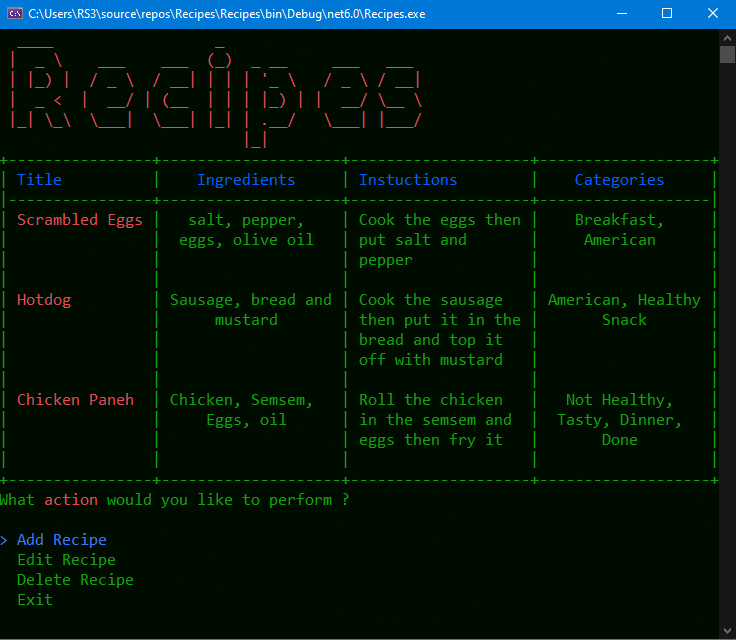 C:\Users\RS3\source\repos\Recipes\Recipes\bin\Debug\net6.0\Recipes.exe
Recipes
Title Ingredients Instuctions Categories
Scrambled Eggs salt, pepper, Cook the eggs then Breakfast,
eggs, olive oil put salt and American
pepper
Hotdog Sausage, bread and Cook the sausage American, Healthy
mustard then put it in the Snack
bread and top it
off with mustard
Chicken Paneh Chicken, Semsem, Roll the chicken Not Healthy,
Eggs, oil in the semsem and Tasty, Dinner,
eggs then fry it Done
What action would you like to perform ?
> Add Recipe
Edit Recipe
Delete Recipe
Exit